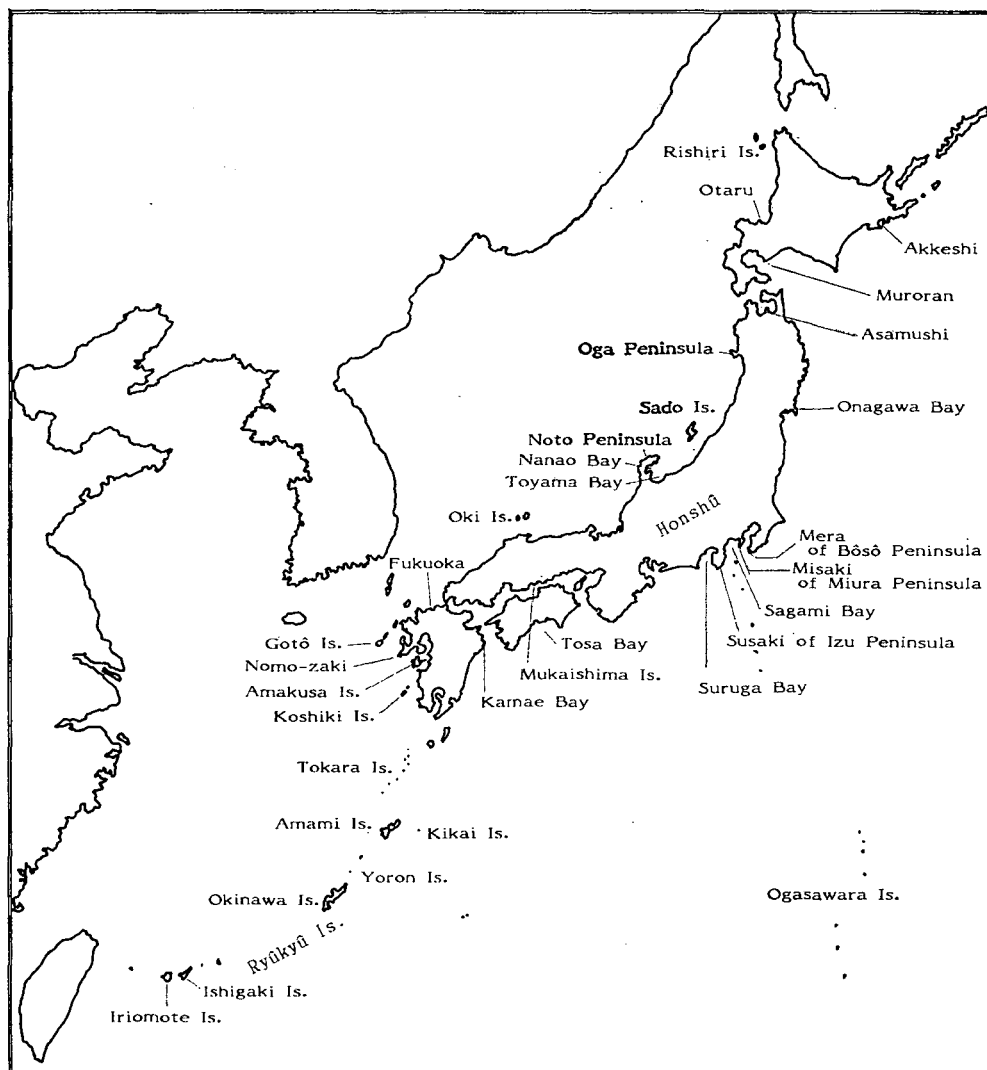 Rishiri Is.
Otaru
Akkeshi
Muroran
Asamushi
Oga Peninsula
Onagawa Bay
Sado Is.
Noto Peninsula
Nanao Bay
Toyama Bay
Honshû
Oki Is.
Mera
of Bôsô Peninsula
Misaki
of Miura Peninsula
Fukuoka
Sagami Bay
Gotô Is.
Tosa Bay
Susaki of Izu Peninsula
Nomo-zaki
Mukaishima Is.
Amakusa Is.
Suruga Bay
Koshiki Is.
Kamae Bay
Tokara Is.
Amami Is.
Kikai Is.
Yoron Is.
Okinawa Is.
Ogasawara Is.
Ryûkyû Is.
Ishigaki Is.
Iriomote Is.